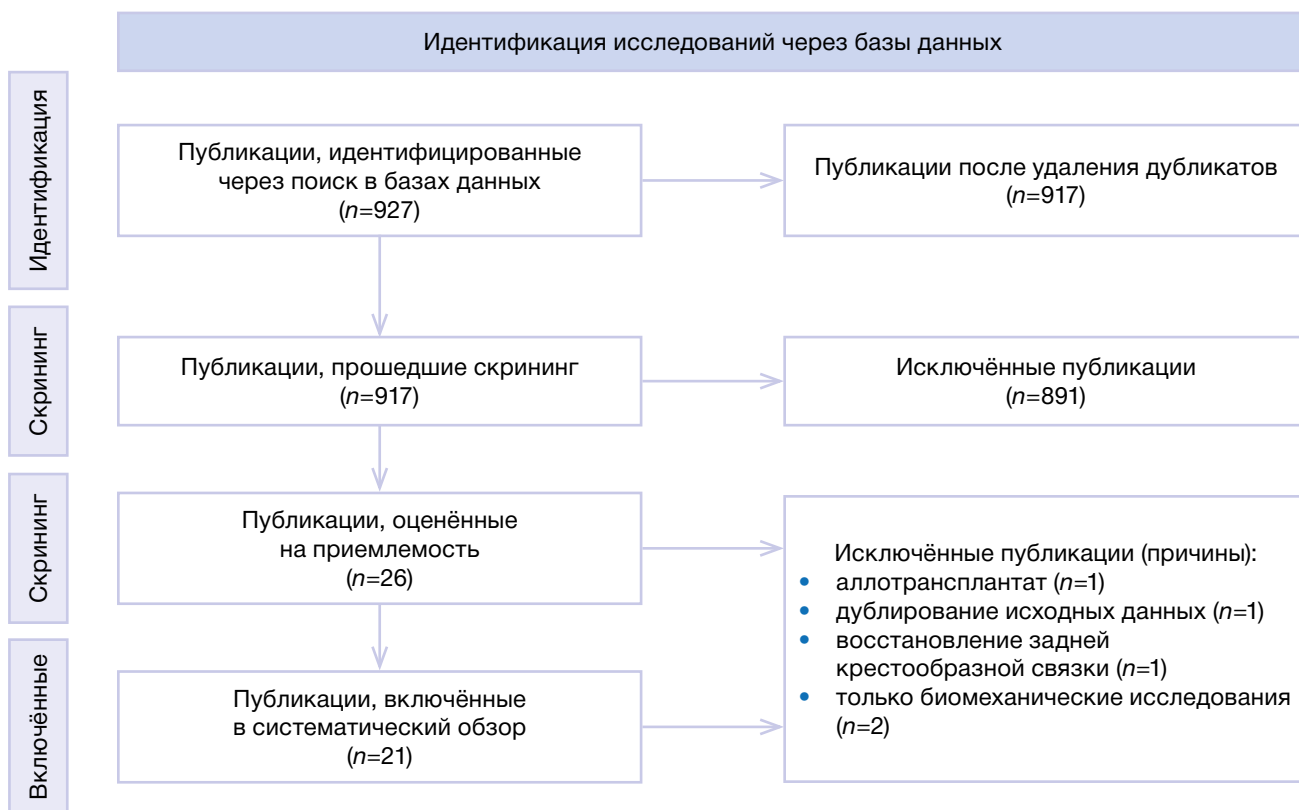 Идентификация исследований через базы данных
Идентификация
Публикации, идентифицированные
через поиск в базах данных
(n=927)
Публикации после удаления дубликатов
(n=917)
Скрининг
Публикации, прошедшие скрининг
(n=917)
Исключённые публикации
(n=891)
Скрининг
Публикации, оценённые
на приемлемость
(n=26)
Исключённые публикации (причины):
• аллотрансплантат (n=1)
• дублирование исходных данных (n=1)
• восстановление задней
крестообразной связки (n=1)
• только биомеханические исследования
(n=2)
Включённые
Публикации, включённые
в систематический обзор
(n=21)